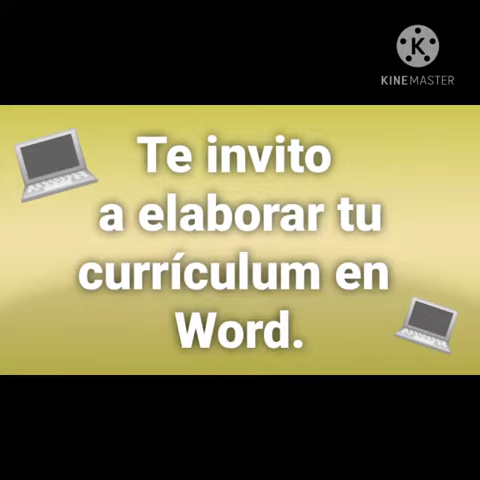 KINEMASTER
Te invito
a elaborar tu
currículum en
Word.